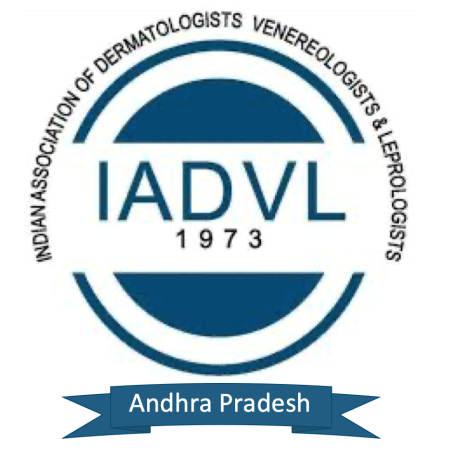 INDIAN ASSOCIATION OF DERMATOLOGISTS VENEREOLOGISTS & LEPROLOGISTS
IADVL
1973
Andhra Pradesh